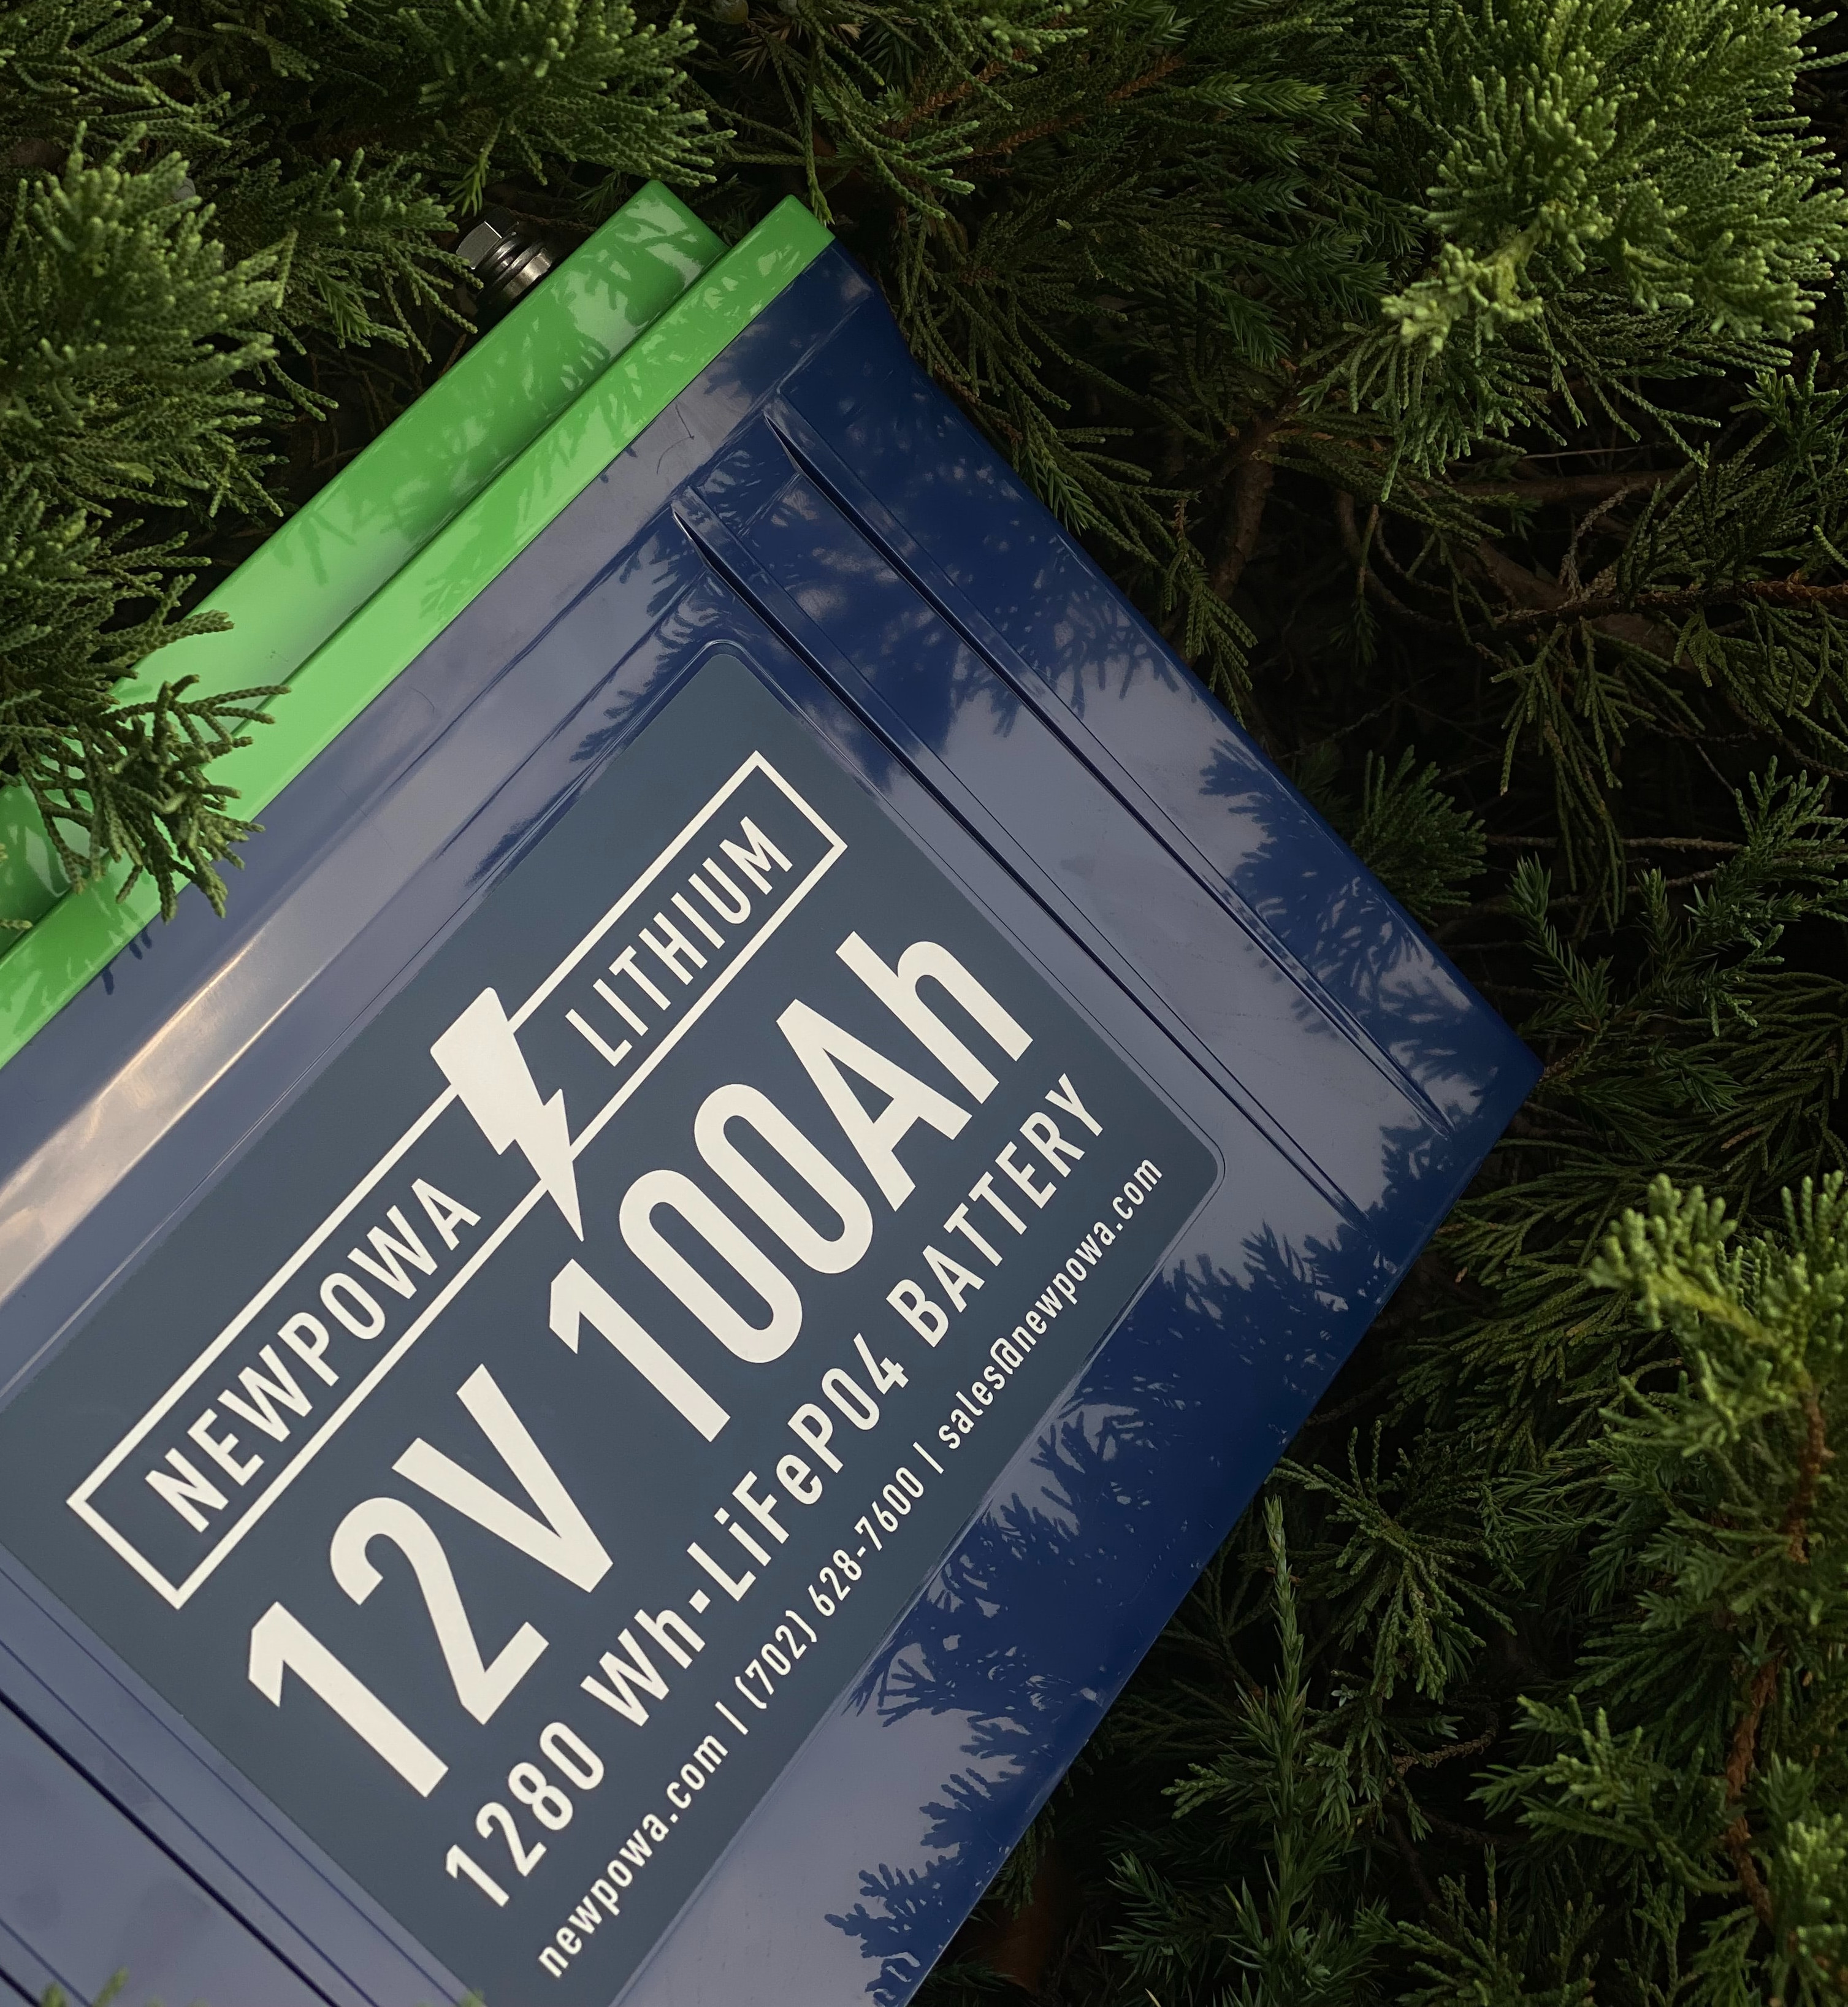 NEWPOWA LITHIUM
12V 100Ah
1280 Wh-LiFePO4 BATTERY
newpowa.com | (702) 628-7600 | sales@newpowa.com